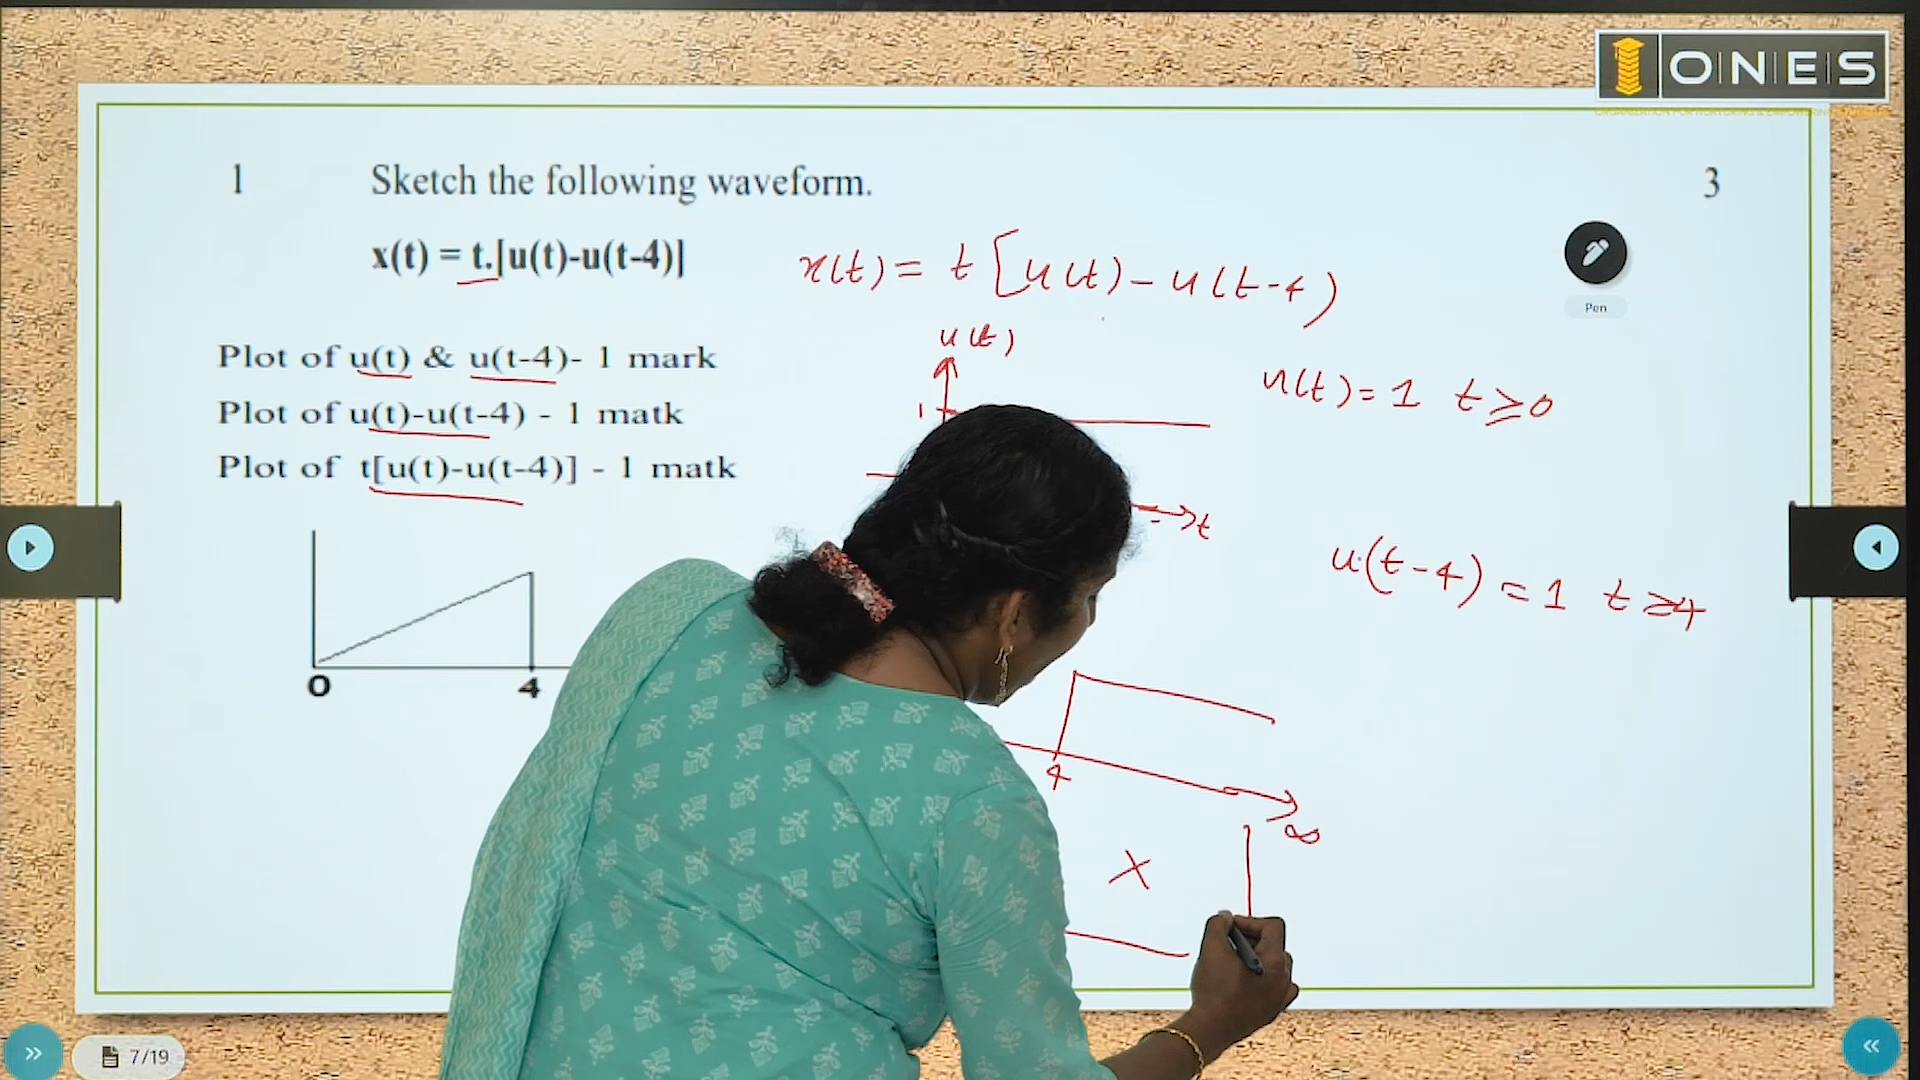 IONES
1 Sketch the following waveform. 3
x(t) = t.[u(t)-u(t-4)]
x(t) = t [u(t) - u(t-4)
Pen
u(t)
Plot of u(t) & u(t-4)- 1 mark
u(t) = 1 t ≥ 0
1
Plot of u(t)-u(t-4) - 1 matk
Plot of t[u(t)-u(t-4)] - 1 matk
t
u(t-4) = 1 t ≥ 4
0 4
4
∞
X
7/19